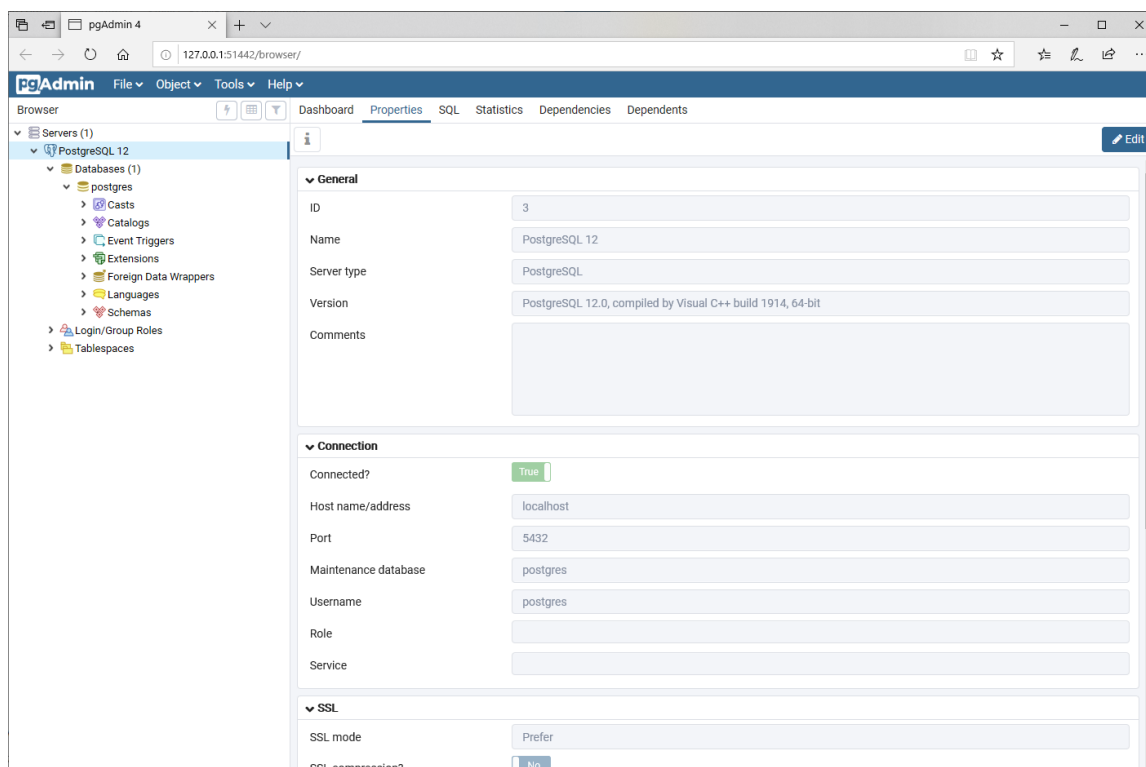 pgAdmin 4
127.0.0.1:51442/browser/
pgAdmin File Object Tools Help
Browser
Dashboard Properties SQL Statistics Dependencies Dependents
Servers (1)
PostgreSQL 12
Databases (1)
postgres
Casts
Catalogs
Event Triggers
Extensions
Foreign Data Wrappers
Languages
Schemas
Login/Group Roles
Tablespaces
i
Edit
General
ID 3
Name PostgreSQL 12
Server type PostgreSQL
Version PostgreSQL 12.0, compiled by Visual C++ build 1914, 64-bit
Comments
Connection
Connected? True
Host name/address localhost
Port 5432
Maintenance database postgres
Username postgres
Role
Service
SSL
SSL mode Prefer
SSL compression? No